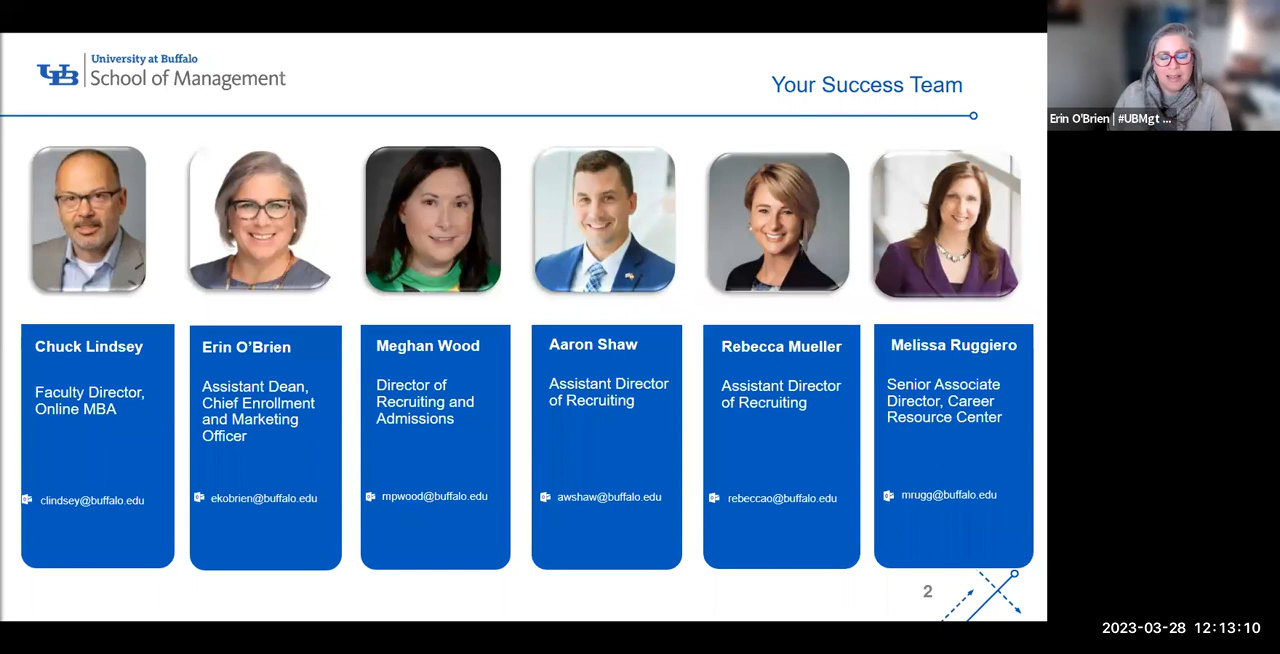 University at Buffalo
UB School of Management
Your Success Team
Erin O'Brien | #UBMgt ...
Chuck Lindsey
Faculty Director,
Online MBA
clindsey@buffalo.edu
Erin O'Brien
Assistant Dean,
Chief Enrollment
and Marketing
Officer
ekobrien@buffalo.edu
Meghan Wood
Director of
Recruiting and
Admissions
mpwood@buffalo.edu
Aaron Shaw
Assistant Director
of Recruiting
awshaw@buffalo.edu
Rebecca Mueller
Assistant Director
of Recruiting
rebeccao@buffalo.edu
Melissa Ruggiero
Senior Associate
Director, Career
Resource Center
mrugg@buffalo.edu
2
2023-03-28 12:13:10